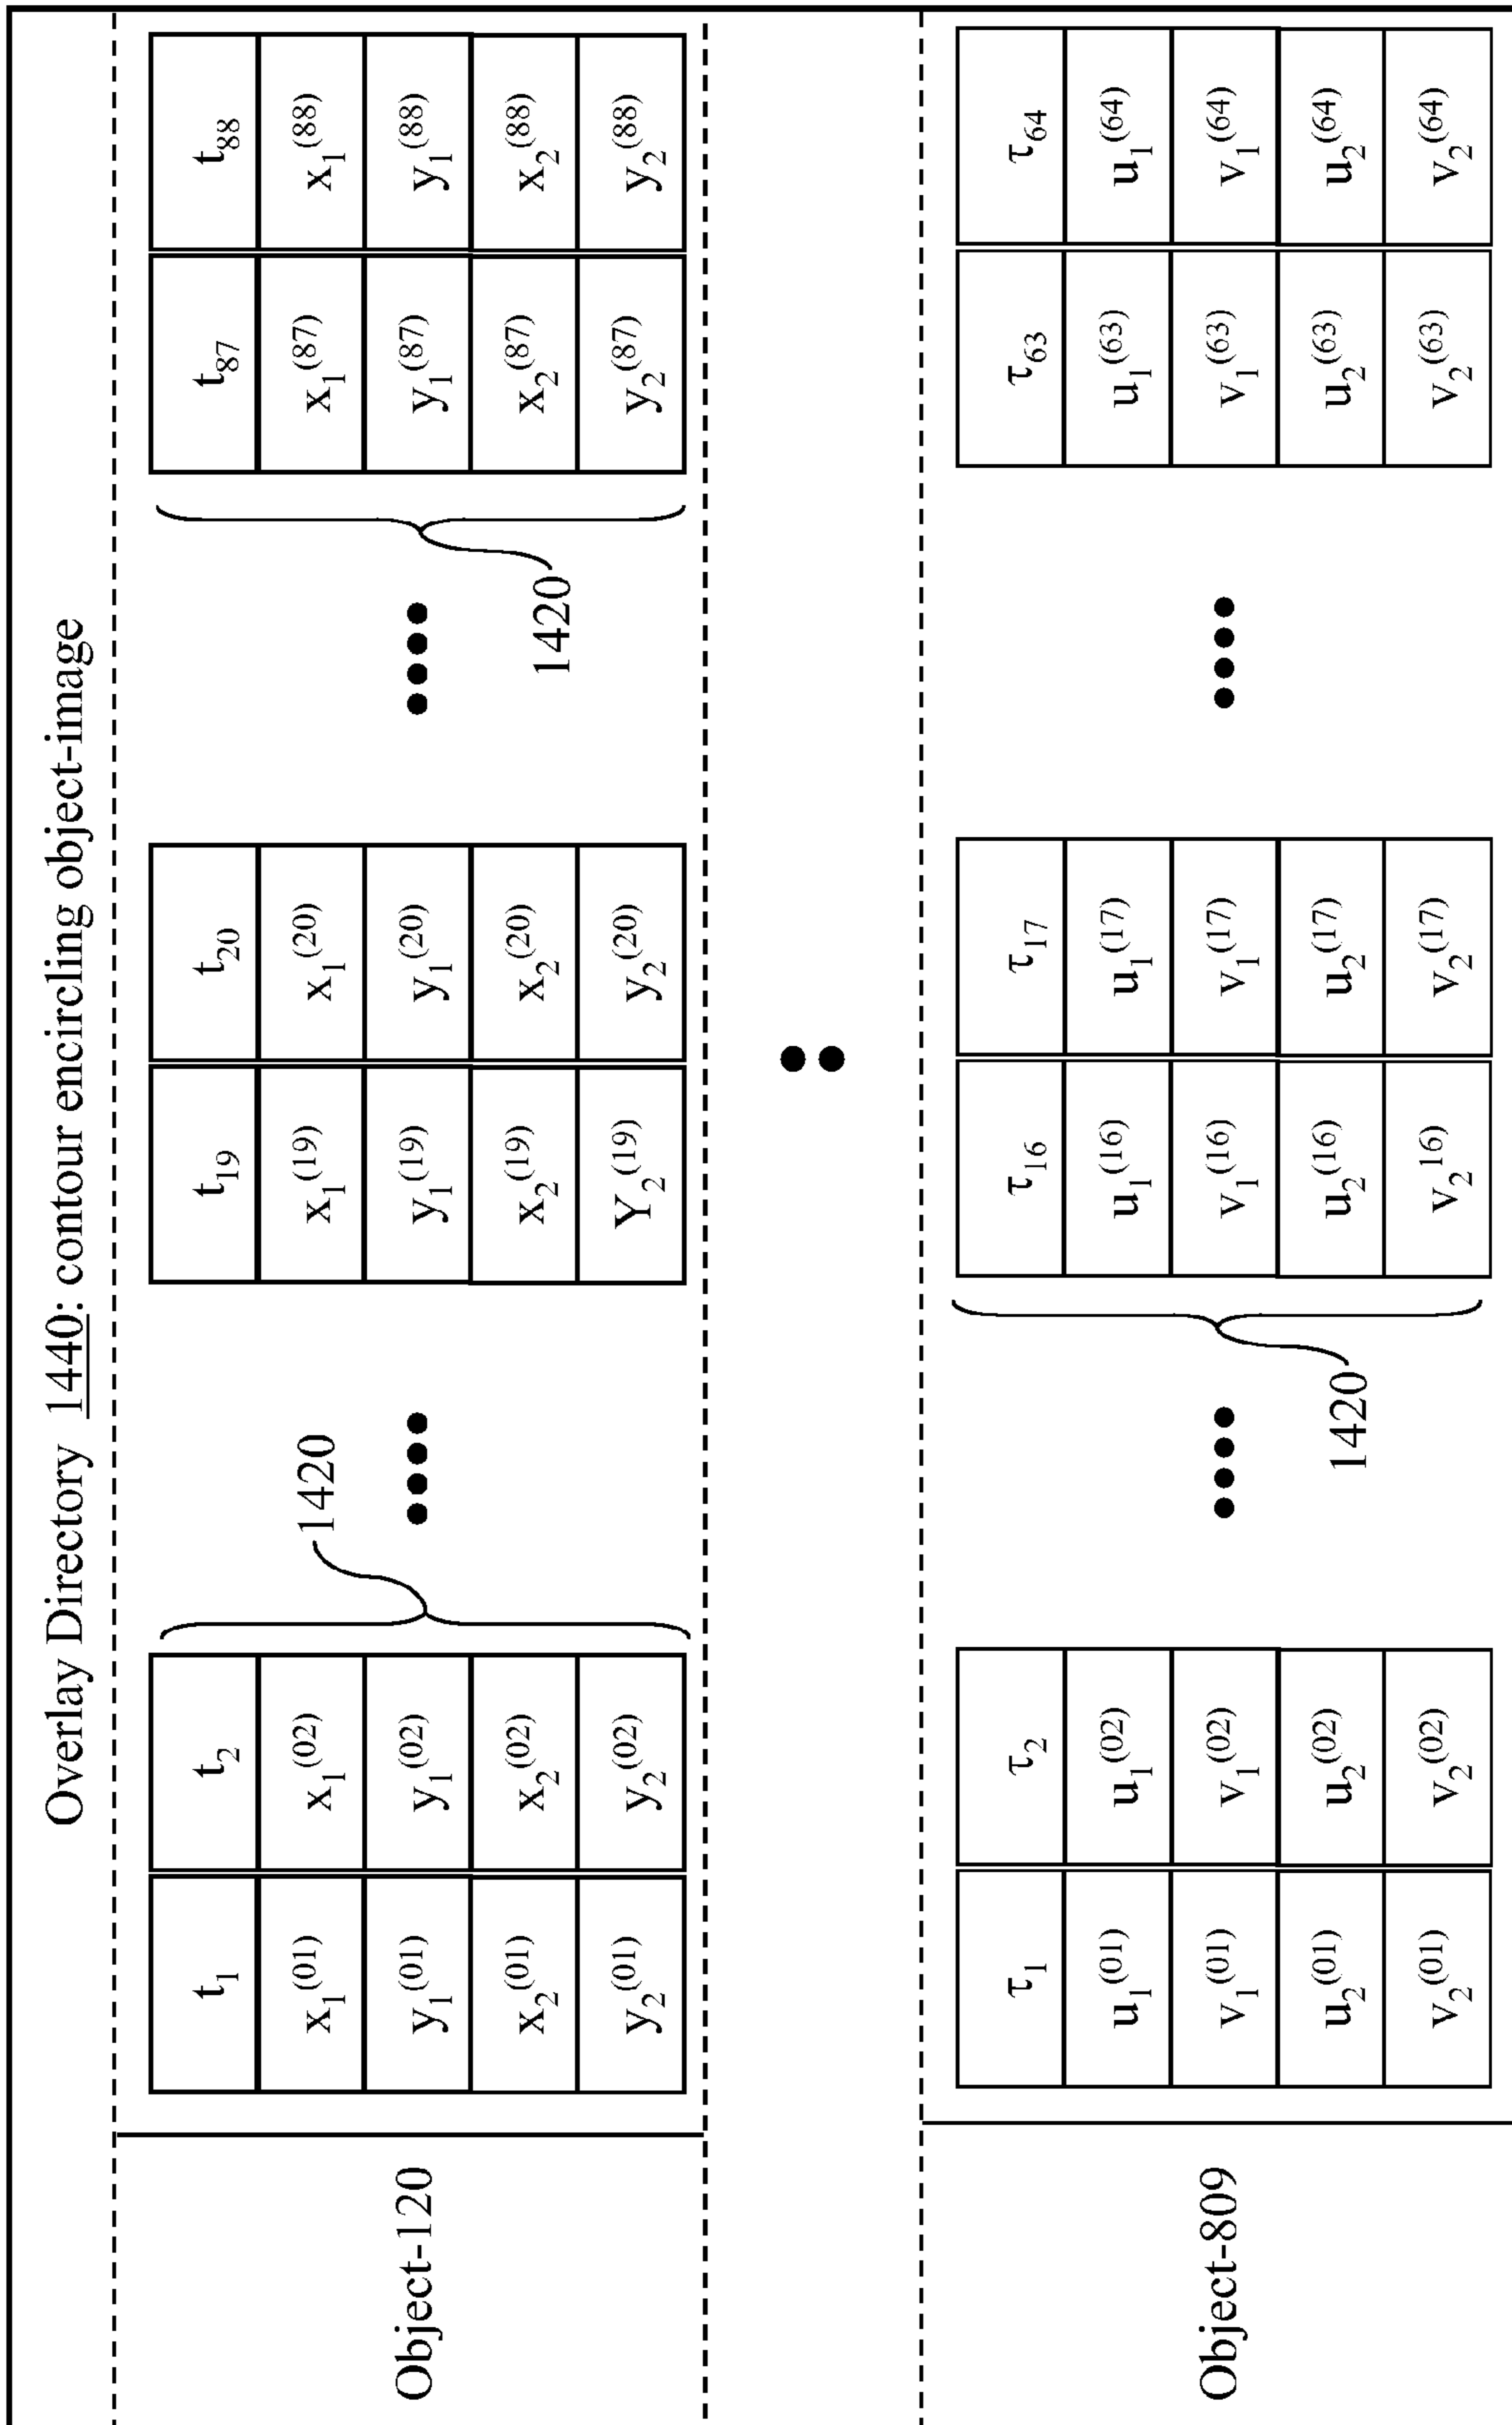 Overlay Directory 1440: contour encircling object-image
Object-120
t₁ t₂ t₁₉ t₂₀ t₈₇ t₈₈
x₁⁽⁰¹⁾ x₁⁽⁰²⁾ x₁⁽¹⁹⁾ x₁⁽²⁰⁾ x₁⁽⁸⁷⁾ x₁⁽⁸⁸⁾
1420
y₁⁽⁰¹⁾ y₁⁽⁰²⁾ y₁⁽¹⁹⁾ y₁⁽²⁰⁾ y₁⁽⁸⁷⁾ y₁⁽⁸⁸⁾
x₂⁽⁰¹⁾ x₂⁽⁰²⁾ x₂⁽¹⁹⁾ x₂⁽²⁰⁾ x₂⁽⁸⁷⁾ x₂⁽⁸⁸⁾
1420
y₂⁽⁰¹⁾ y₂⁽⁰²⁾ Y₂⁽¹⁹⁾ y₂⁽²⁰⁾ y₂⁽⁸⁷⁾ y₂⁽⁸⁸⁾
Object-809
τ₁ τ₂ τ₁₆ τ₁₇ τ₆₃ τ₆₄
u₁⁽⁰¹⁾ u₁⁽⁰²⁾ u₁⁽¹⁶⁾ u₁⁽¹⁷⁾ u₁⁽⁶³⁾ u₁⁽⁶⁴⁾
v₁⁽⁰¹⁾ v₁⁽⁰²⁾ v₁⁽¹⁶⁾ v₁⁽¹⁷⁾ v₁⁽⁶³⁾ v₁⁽⁶⁴⁾
u₂⁽⁰¹⁾ u₂⁽⁰²⁾ u₂⁽¹⁶⁾ u₂⁽¹⁷⁾ u₂⁽⁶³⁾ u₂⁽⁶⁴⁾
1420
v₂⁽⁰¹⁾ v₂⁽⁰²⁾ v₂¹⁶⁾ v₂⁽¹⁷⁾ v₂⁽⁶³⁾ v₂⁽⁶⁴⁾